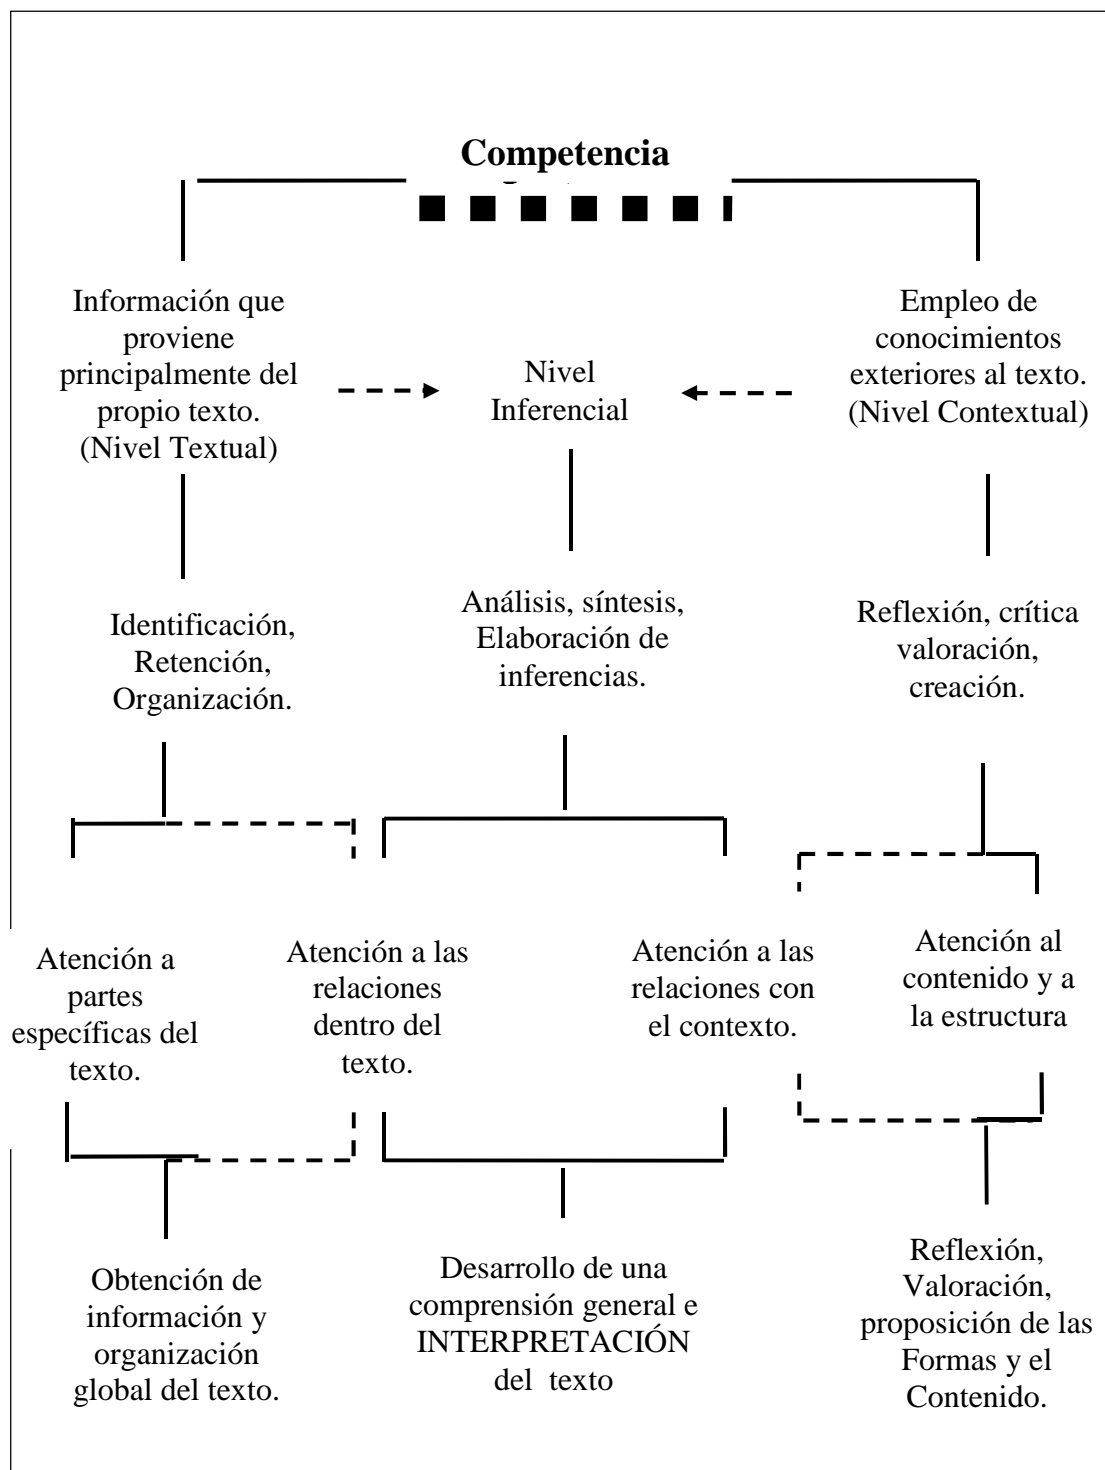 Competencia
Información que
proviene
principalmente del
propio texto.
(Nivel Textual)
Nivel
Inferencial
Empleo de
conocimientos
exteriores al texto.
(Nivel Contextual)
Identificación,
Retención,
Organización.
Análisis, síntesis,
Elaboración de
inferencias.
Reflexión, crítica
valoración,
creación.
Atención a
partes
específicas del
texto.
Atención a las
relaciones
dentro del
texto.
Atención a las
relaciones con
el contexto.
Atención al
contenido y a
la estructura
Obtención de
información y
organización
global del texto.
Desarrollo de una
comprensión general e
INTERPRETACIÓN
del texto
Reflexión,
Valoración,
proposición de las
Formas y el
Contenido.